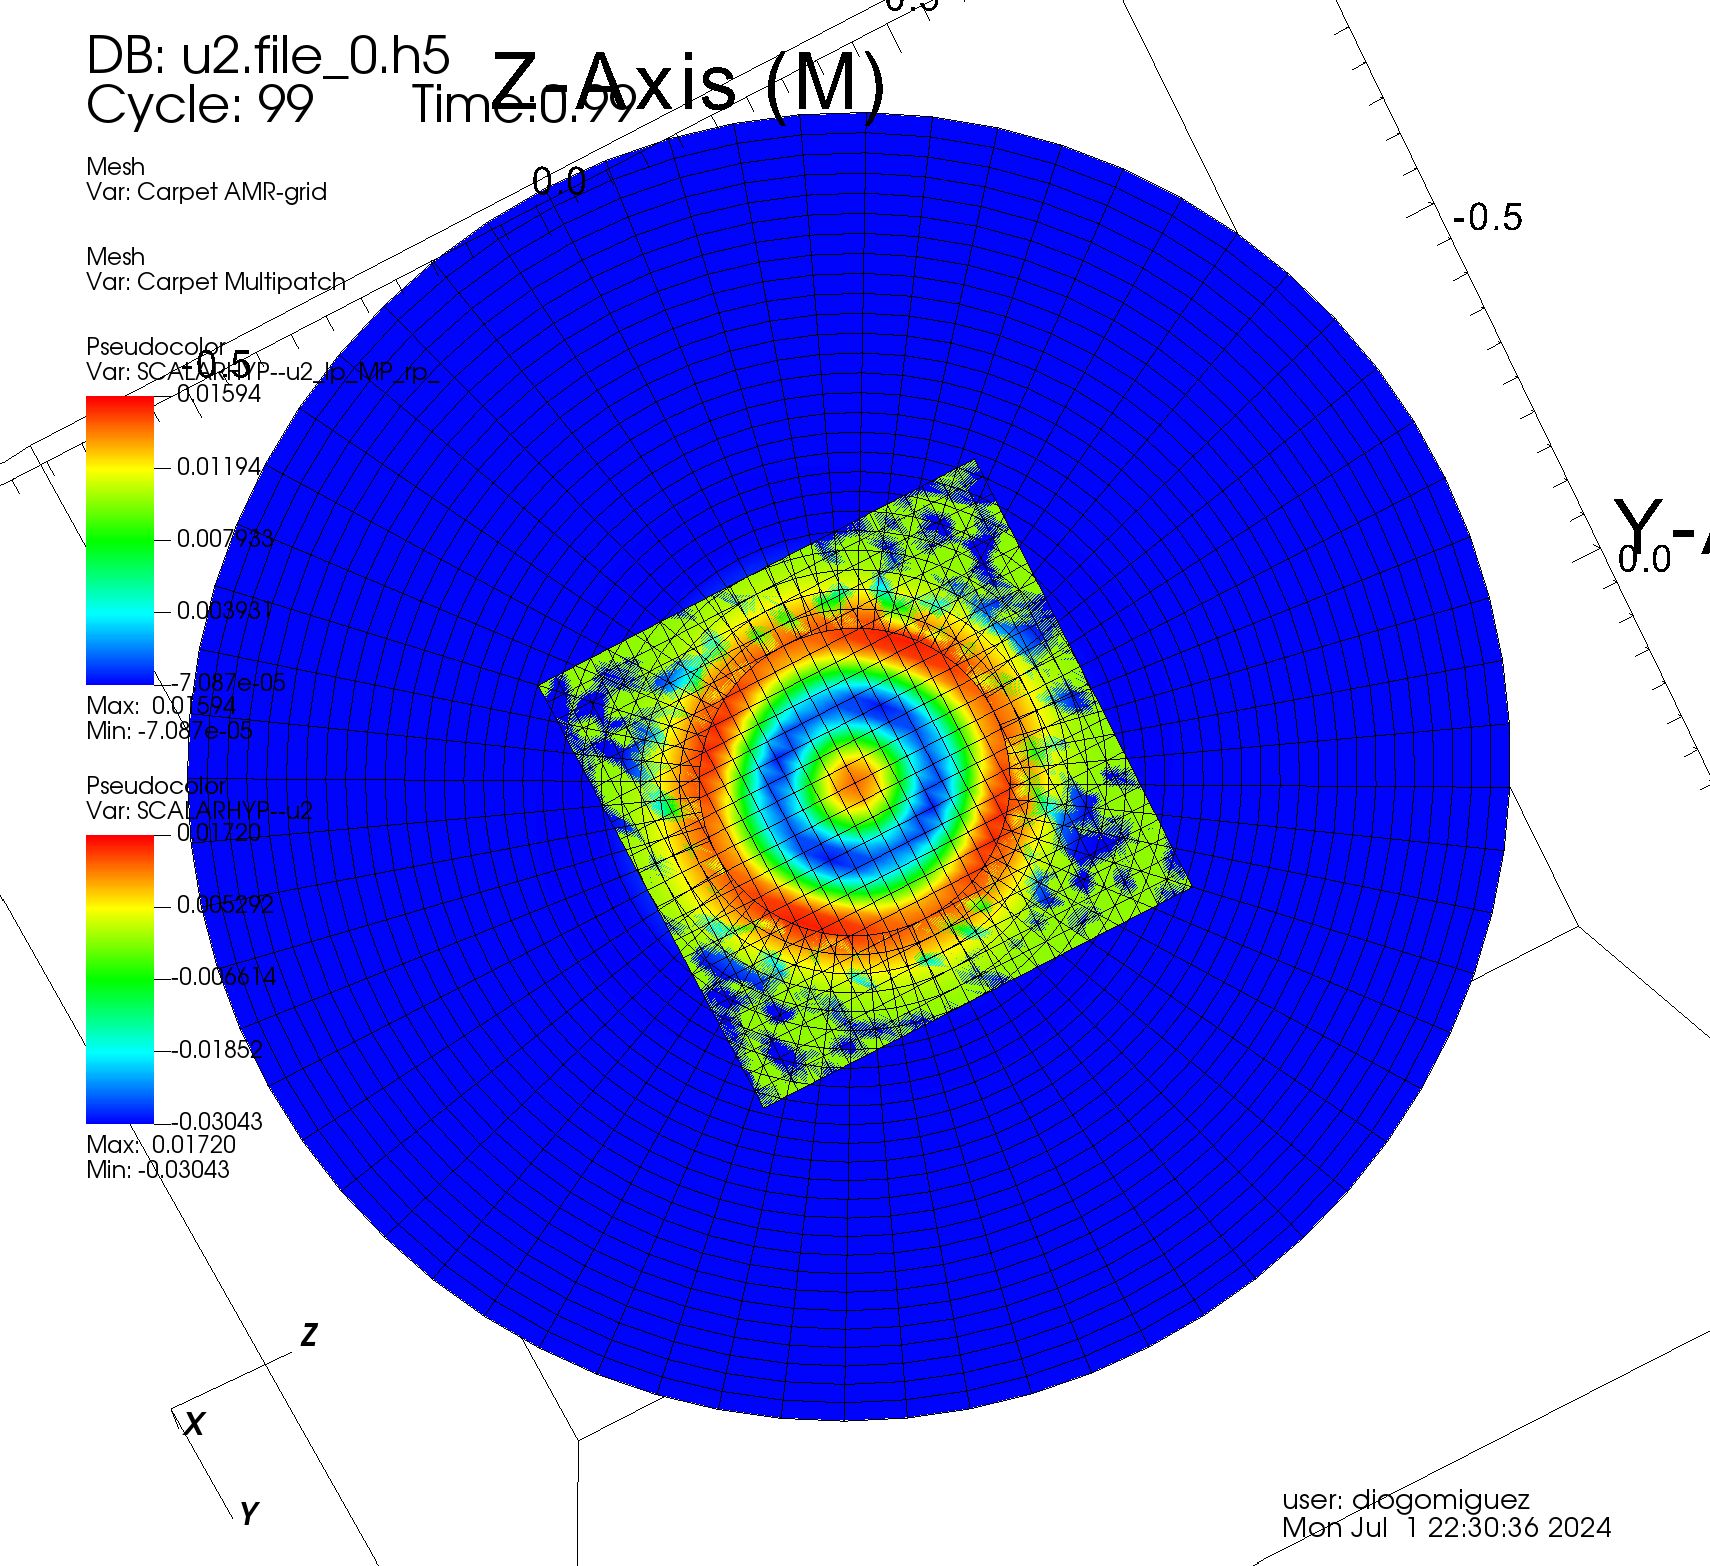 0.5
DB: u2.file_0.h5
Z-Axis (M)
Cycle: 99 Time:0.99
Mesh
Var: Carpet AMR-grid
0.0
-0.5
Mesh
Var: Carpet Multipatch
Pseudocolor
-0.5
Var: SCALARHYP--u2_lp_MP_rp_
0.01594
0.01194
0.007933
0.003931
-7.087e-05
Max: 0.01594
Min: -7.087e-05
Y-A
0.0
Pseudocolor
Var: SCALARHYP--u2
0.01720
0.005292
-0.006614
-0.01852
-0.03043
Max: 0.01720
Min: -0.03043
Z
X
Y
user: diogomiguez
Mon Jul 1 22:30:36 2024